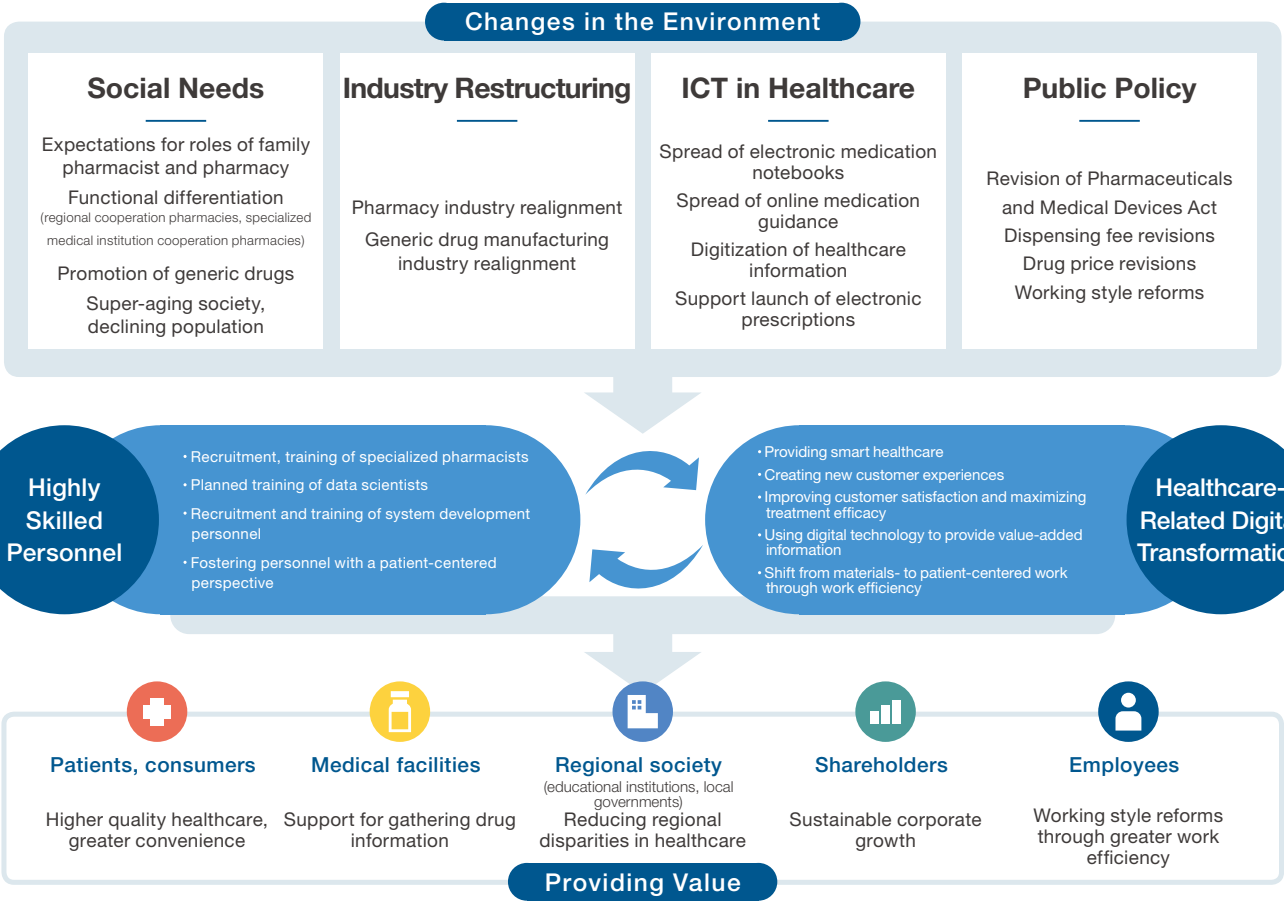 Changes in the Environment
Social Needs
Expectations for roles of family
pharmacist and pharmacy
Functional differentiation
(regional cooperation pharmacies, specialized
medical institution cooperation pharmacies)
Promotion of generic drugs
Super-aging society,
declining population
Industry Restructuring
Pharmacy industry realignment
Generic drug manufacturing
industry realignment
ICT in Healthcare
Spread of electronic medication
notebooks
Spread of online medication
guidance
Digitization of healthcare
information
Support launch of electronic
prescriptions
Public Policy
Revision of Pharmaceuticals
and Medical Devices Act
Dispensing fee revisions
Drug price revisions
Working style reforms
Highly
Skilled
Personnel
・Recruitment, training of specialized pharmacists
・Planned training of data scientists
・Recruitment and training of system development
personnel
・Fostering personnel with a patient-centered
perspective
・Providing smart healthcare
・Creating new customer experiences
・Improving customer satisfaction and maximizing
treatment efficacy
・Using digital technology to provide value-added
information
・Shift from materials- to patient-centered work
through work efficiency
Healthcare-
Related Digita
Transformatio
Patients, consumers
Higher quality healthcare,
greater convenience
Medical facilities
Support for gathering drug
information
Regional society
(educational institutions, local
governments)
Reducing regional
disparities in healthcare
Shareholders
Sustainable corporate
growth
Employees
Working style reforms
through greater work
efficiency
Providing Value